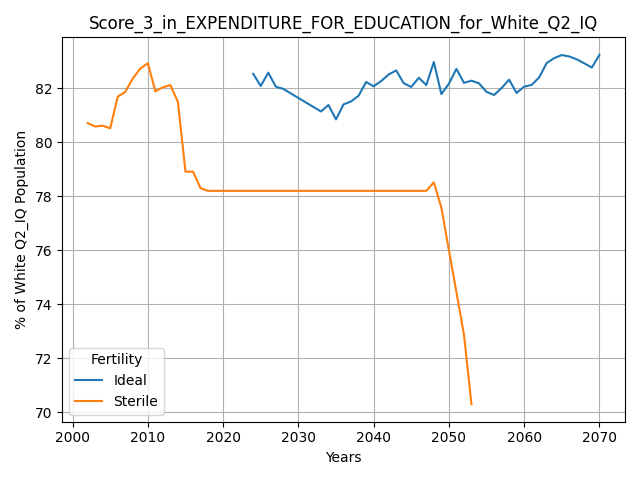 Score_3_in_EXPENDITURE_FOR_EDUCATION_for_White_Q2_IQ
% of White Q2_IQ Population
82
80
78
76
74
72
70
Fertility
Ideal
Sterile
2000 2010 2020 2030 2040 2050 2060 2070
Years